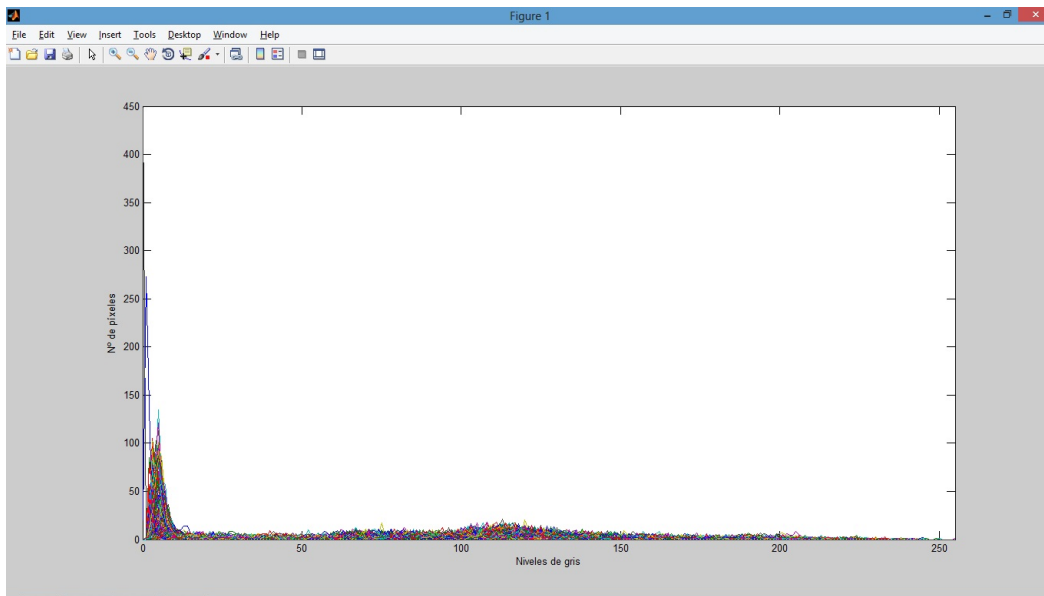 Figure 1
File Edit View Insert Tools Desktop Window Help
450
400
350
300
250
200
150
100
50
0
Nº de píxeles
0 50 100 150 200 250
Niveles de gris